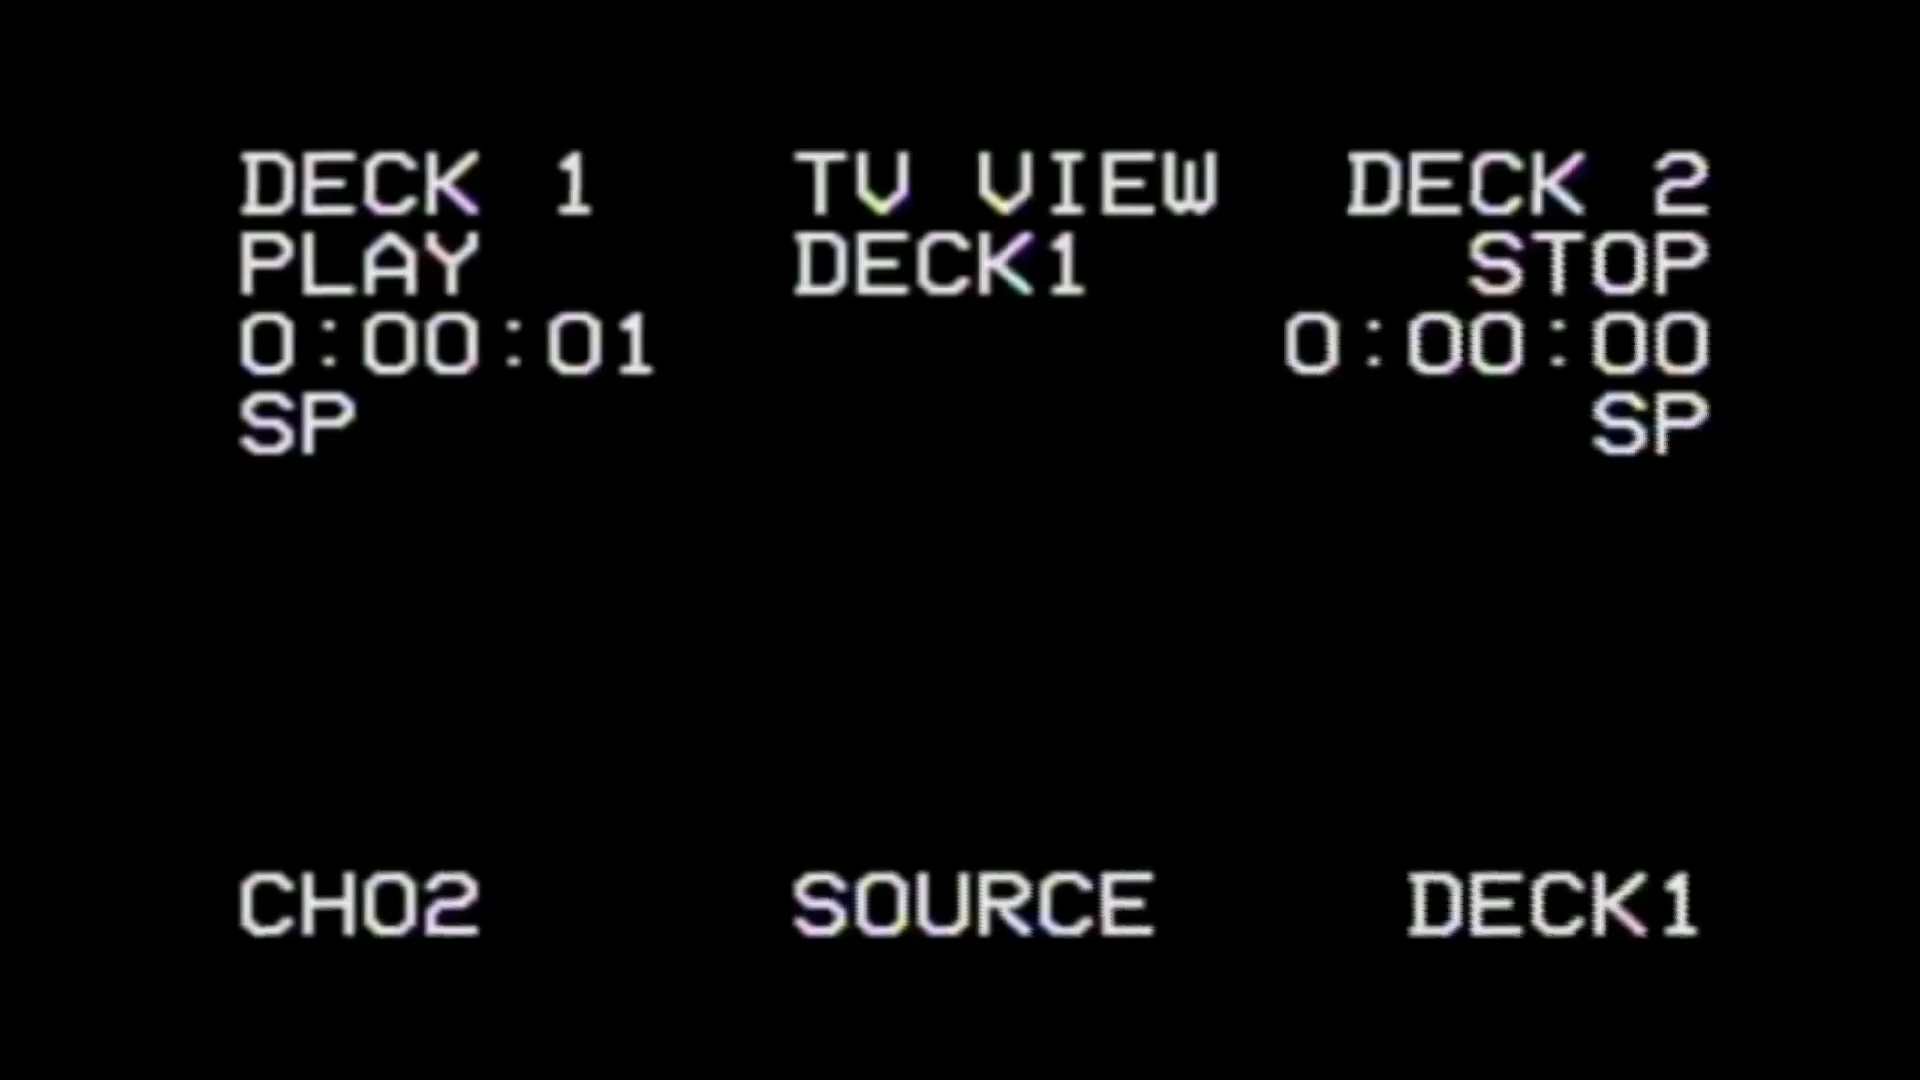 DECK 1 TV VIEW DECK 2
PLAY DECK1 STOP
0:00:01 0:00:00
SP SP
CH02 SOURCE DECK1